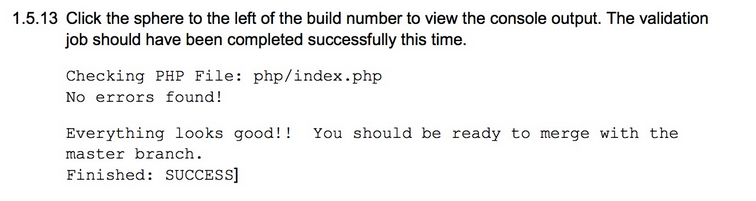 1.5.13 Click the sphere to the left of the build number to view the console output. The validation
job should have been completed successfully this time.
Checking PHP File: php/index.php
No errors found!
Everything looks good!!  You should be ready to merge with the
master branch.
Finished: SUCCESS]